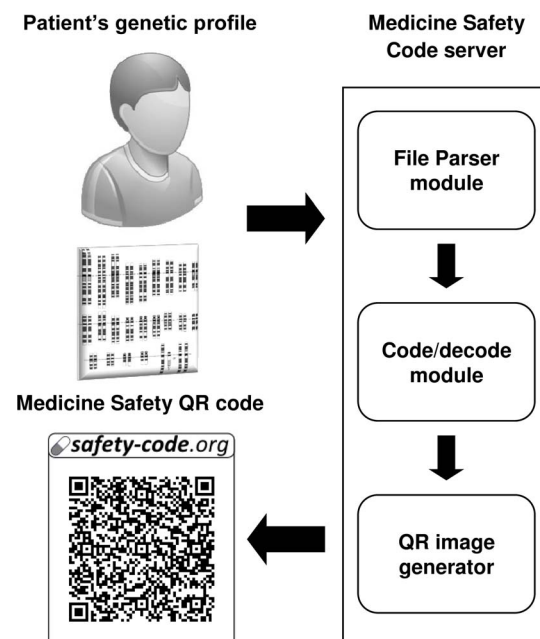 Patient's genetic profile
Medicine Safety
Code server
File Parser
module
Code/decode
module
QR image
generator
Medicine Safety QR code
safety-code.org